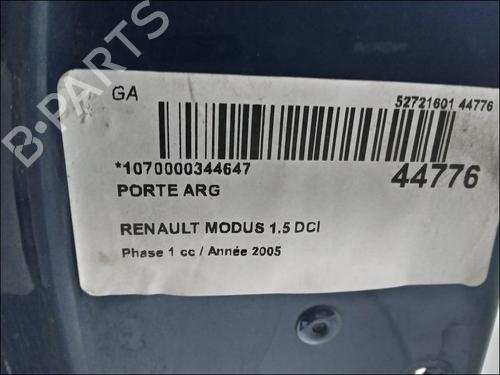 B-PARTS
GA
52721601 44776
*1070000344647
44776
PORTE ARG
RENAULT MODUS 1.5 DCI
Phase 1 cc / Année 2005